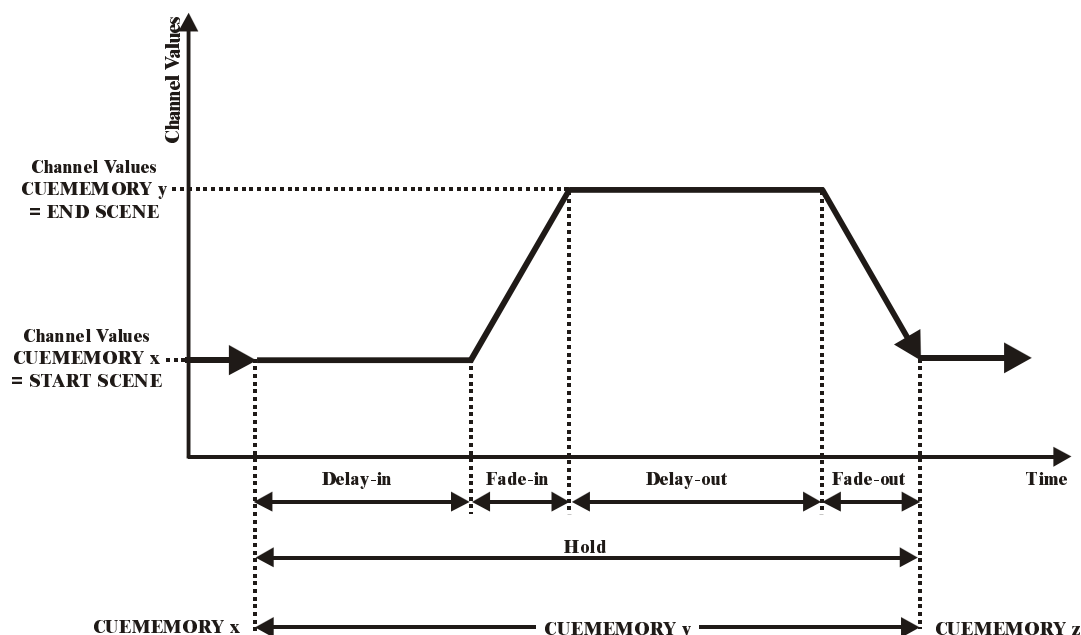 Channel Values
Channel Values
CUEMEMORY y
= END SCENE
Channel Values
CUEMEMORY x
= START SCENE
Delay-in
Fade-in
Delay-out
Fade-out
Time
Hold
CUEMEMORY x
CUEMEMORY y
CUEMEMORY z